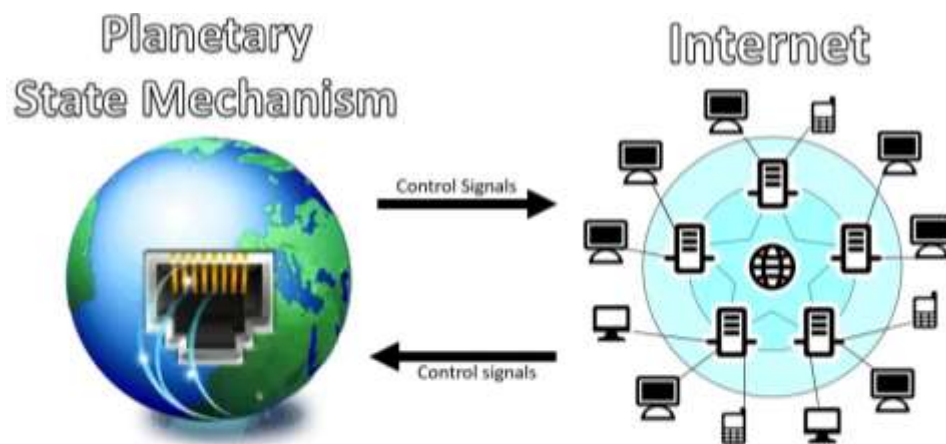 Planetary
State Mechanism
Internet
Control Signals
Control signals